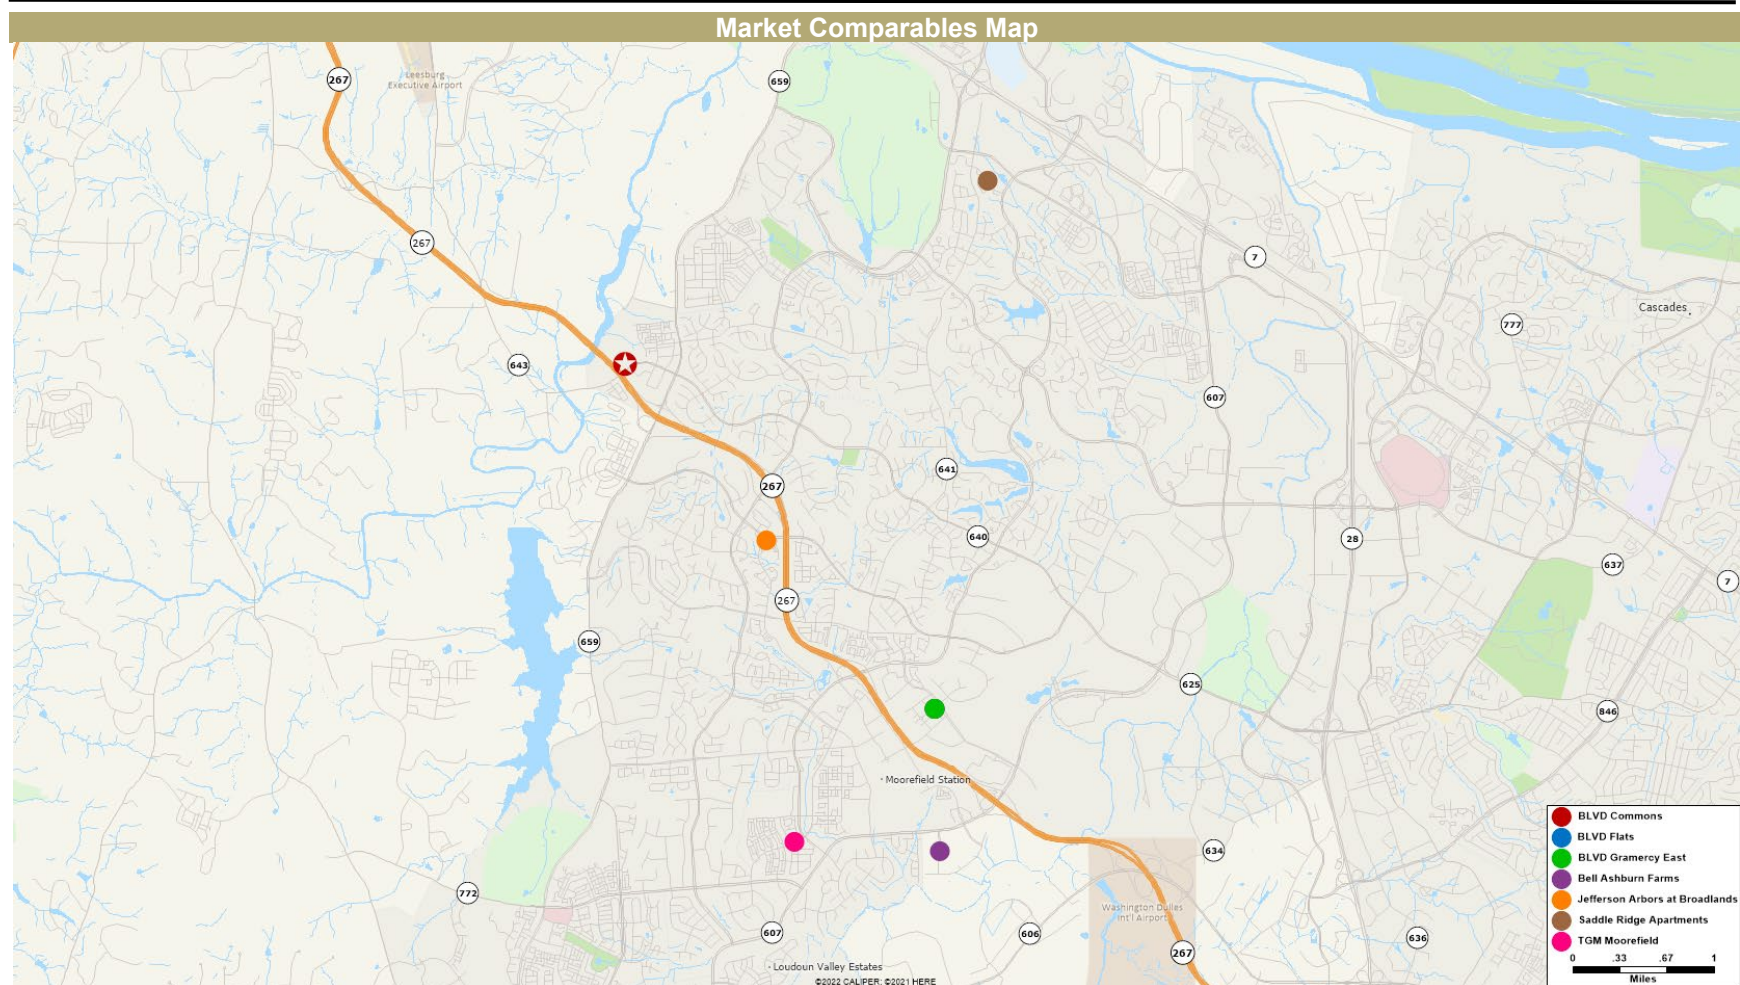 Market Comparables Map
267
Leesburg
Executive Airport
659
267
7
Cascades
777
643
607
267
641
640
28
637
7
267
659
625
846
Moorefield Station
634
772
Washington Dulles
Int'l Airport
607
606
636
267
Loudoun Valley Estates
©2022 CALIPER; ©2021 HERE
BLVD Commons
BLVD Flats
BLVD Gramercy East
Bell Ashburn Farms
Jefferson Arbors at Broadlands
Saddle Ridge Apartments
TGM Moorefield
0 .33 .67 1
Miles